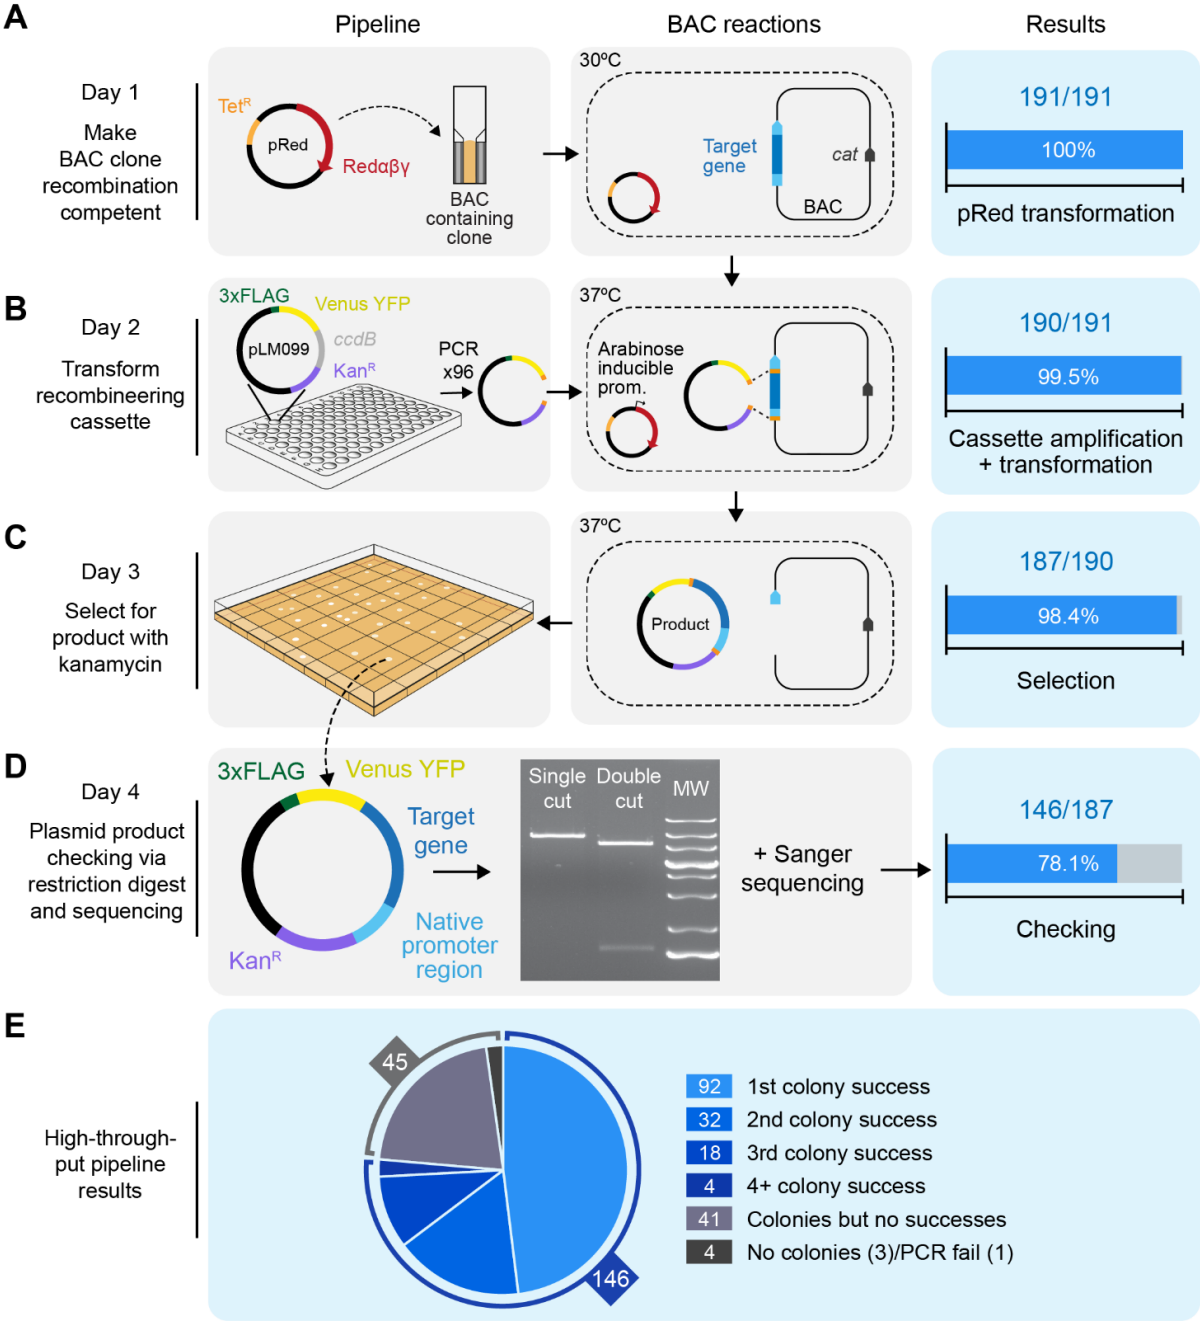 A
Pipeline
BAC reactions
Results
Day 1
Make
BAC clone
recombination
competent
Tet^R
pRed
Redαβγ
BAC
containing
clone
30ºC
Target
gene
cat
BAC
191/191
100%
pRed transformation
B
Day 2
Transform
recombineering
cassette
3xFLAG
Venus YFP
pLM099
ccdB
Kan^R
PCR
x96
37ºC
Arabinose
inducible
prom.
190/191
99.5%
Cassette amplification
+ transformation
C
Day 3
Select for
product with
kanamycin
37ºC
Product
187/190
98.4%
Selection
D
Day 4
Plasmid product
checking via
restriction digest
and sequencing
3xFLAG
Venus YFP
Target
gene
Native
promoter
region
Kan^R
Single
cut
Double
cut
MW
+ Sanger
sequencing
146/187
78.1%
Checking
E
High-through-
put pipeline
results
45
146
92 1st colony success
32 2nd colony success
18 3rd colony success
4 4+ colony success
41 Colonies but no successes
4 No colonies (3)/PCR fail (1)